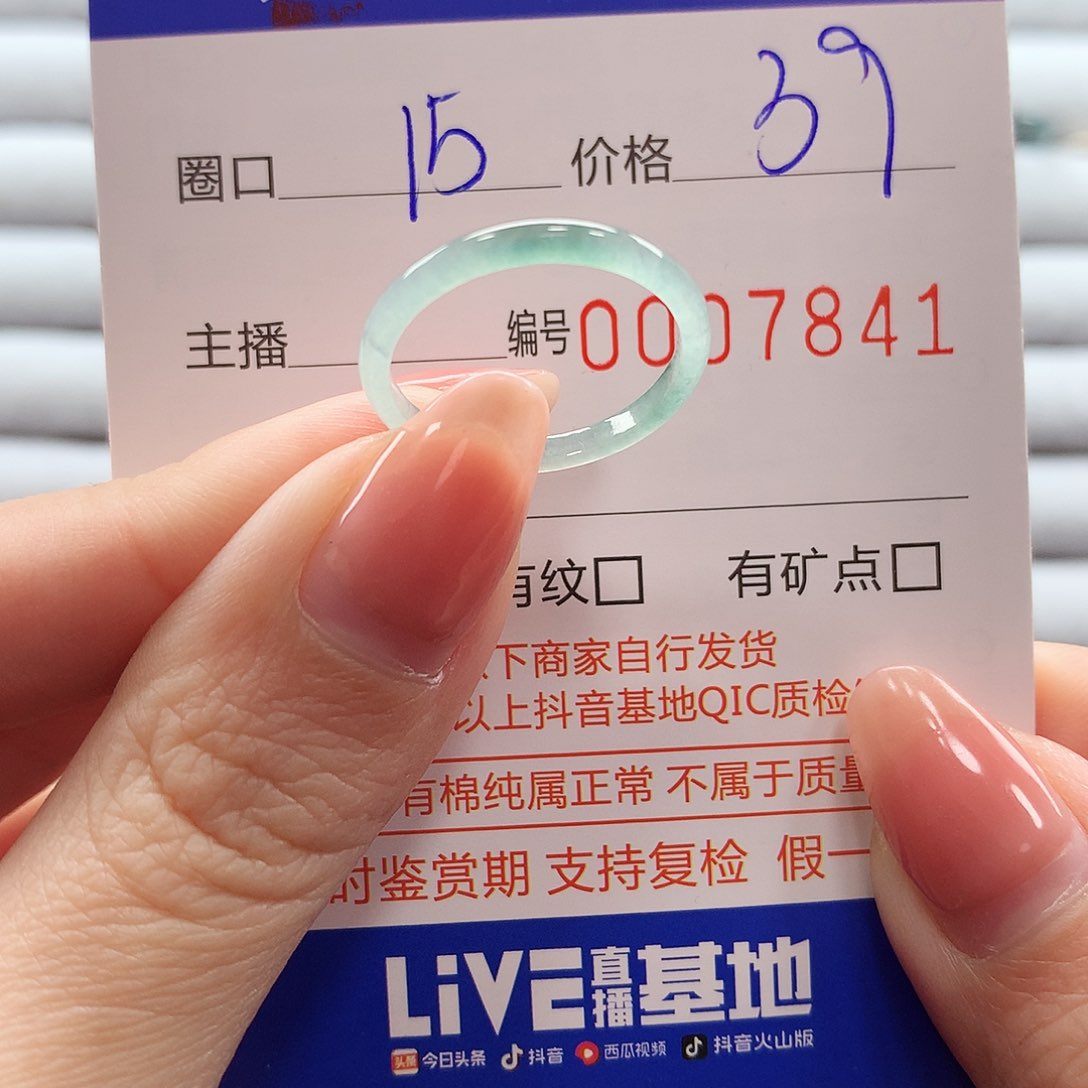 圈口 15 价格 39
主播 编号 0007841
有纹□ 有矿点□
下商家自行发货
以上抖音基地QIC质检
有棉纯属正常 不属于质量
时鉴赏期 支持复检 假一
LiVE直播基地
头条 今日头条 抖音 西瓜视频 抖音火山版